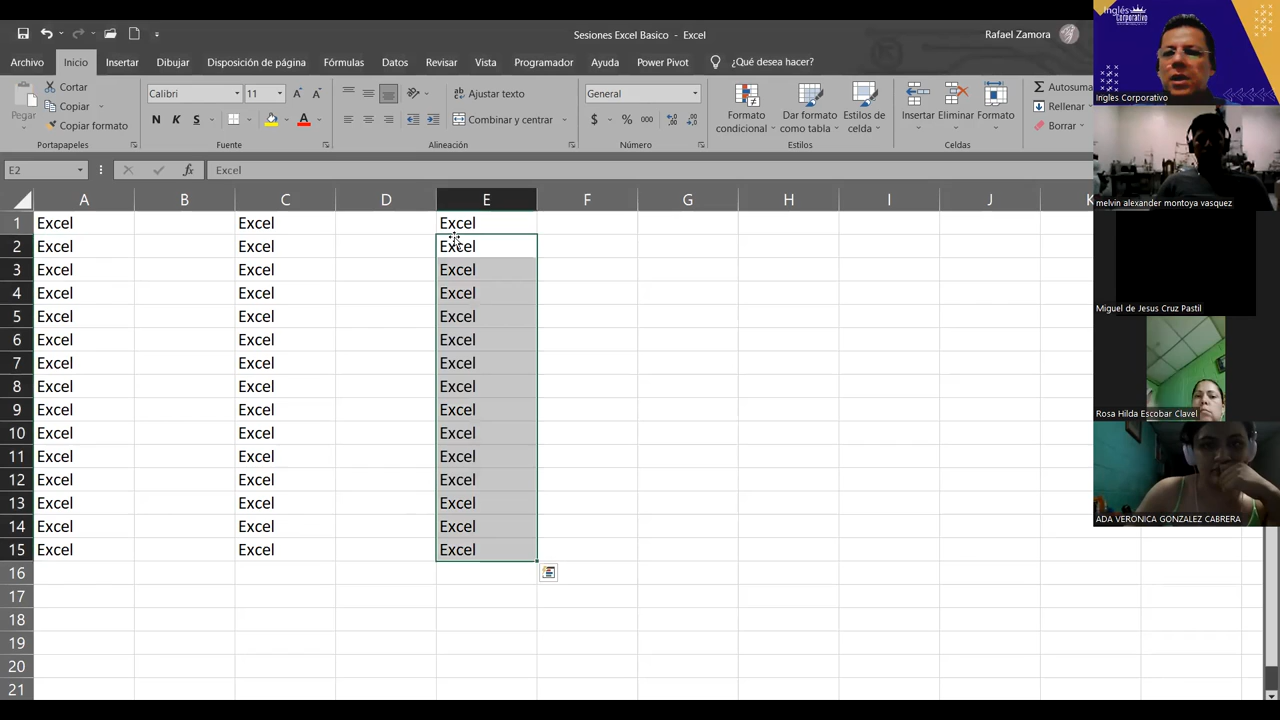 Sesiones Excel Basico - Excel
Rafael Zamora
Archivo Inicio Insertar Dibujar Disposición de página Fórmulas Datos Revisar Vista Programador Ayuda Power Pivot ¿Qué desea hacer?
Pegar
Cortar
Copiar
Copiar formato
Portapapeles
Calibri 11
N K S
Fuente
Ajustar texto
Combinar y centrar
Alineación
General
$ % 000
Número
Formato condicional
Dar formato como tabla
Estilos de celda
Estilos
Insertar Eliminar Formato
Celdas
Autosuma
Rellenar
Borrar
E2 fx Excel
A B C D E F G H I J K
1 Excel Excel Excel
2 Excel Excel Excel
3 Excel Excel Excel
4 Excel Excel Excel
5 Excel Excel Excel
6 Excel Excel Excel
7 Excel Excel Excel
8 Excel Excel Excel
9 Excel Excel Excel
10 Excel Excel Excel
11 Excel Excel Excel
12 Excel Excel Excel
13 Excel Excel Excel
14 Excel Excel Excel
15 Excel Excel Excel
16
17
18
19
20
21
Inglés
Corporativo
Ingles Corporativo
melvin alexander montoya vasquez
Miguel de Jesus Cruz Pastil
Rosa Hilda Escobar Clavel
ADA VERONICA GONZALEZ CABRERA